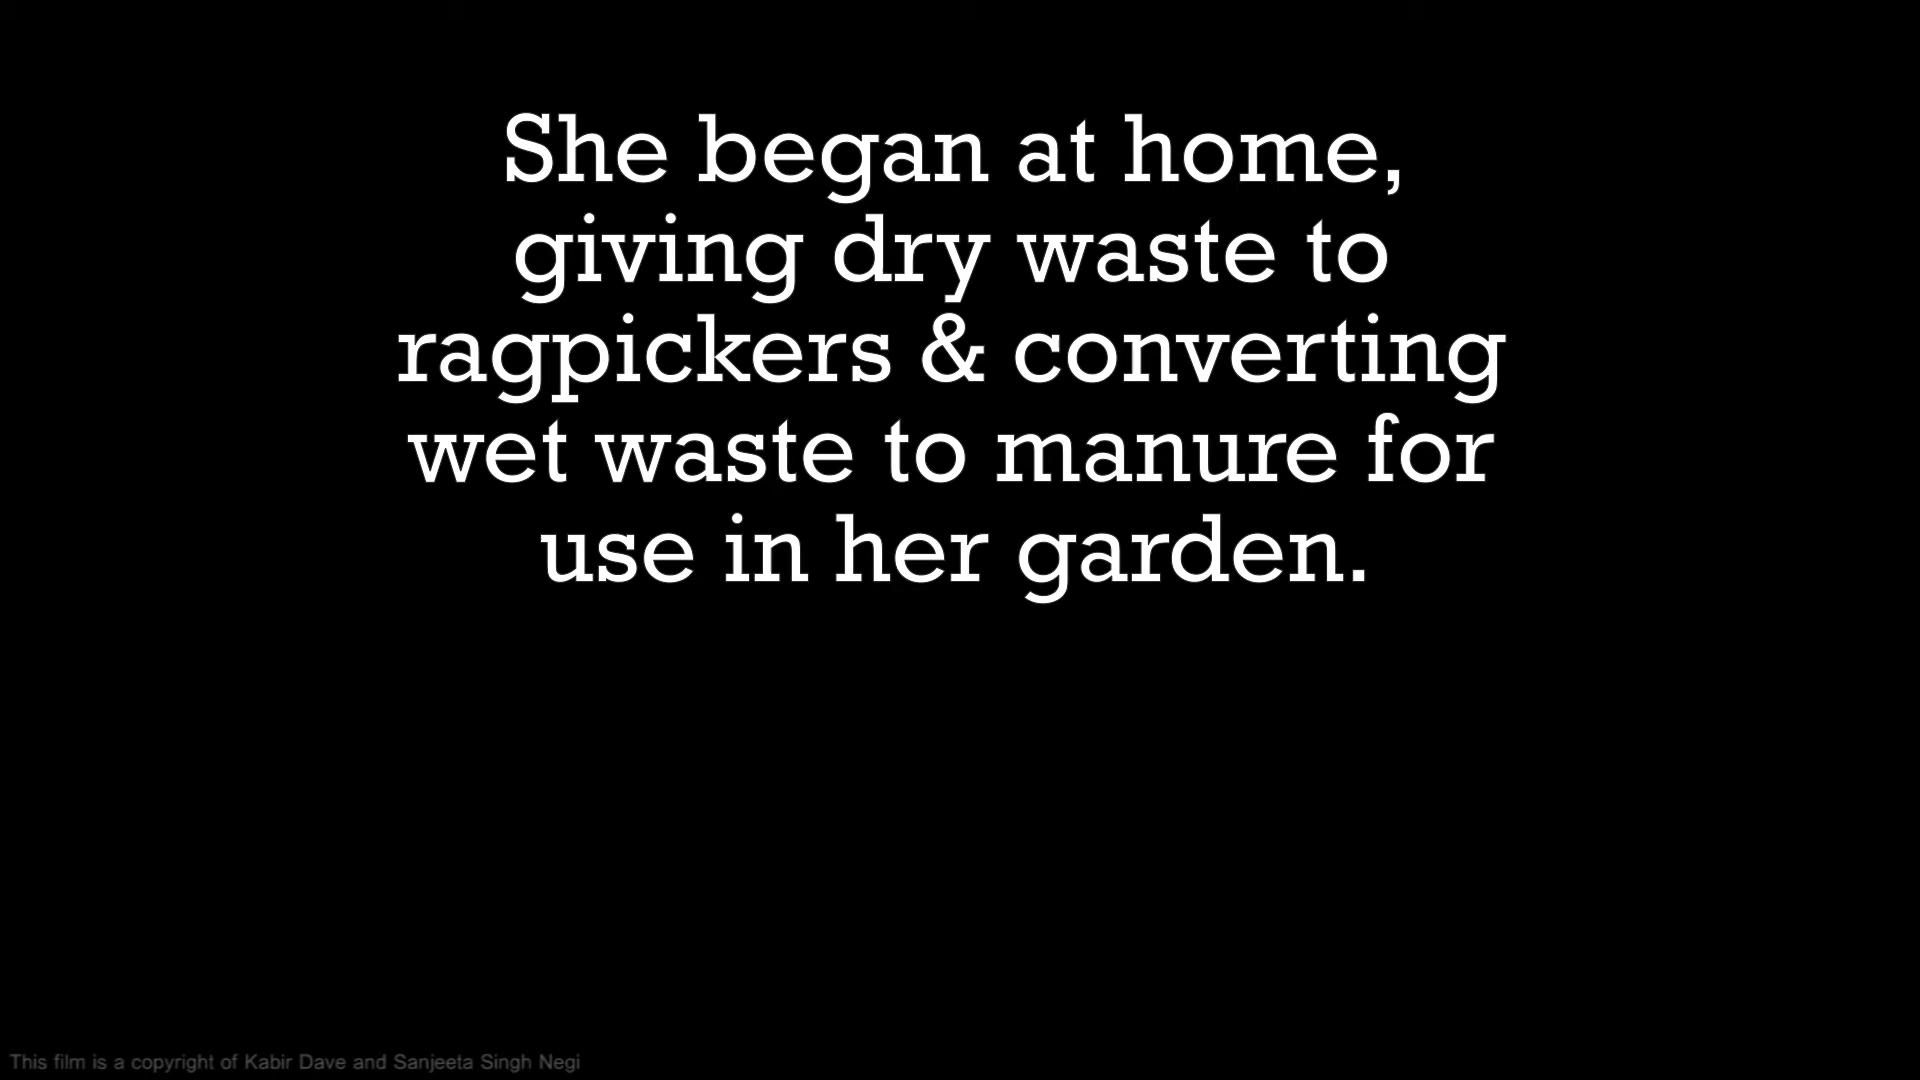 She began at home,
giving dry waste to
ragpickers & converting
wet waste to manure for
use in her garden.
This film is a copyright of Kabir Dave and Sanjeeta Singh Negi